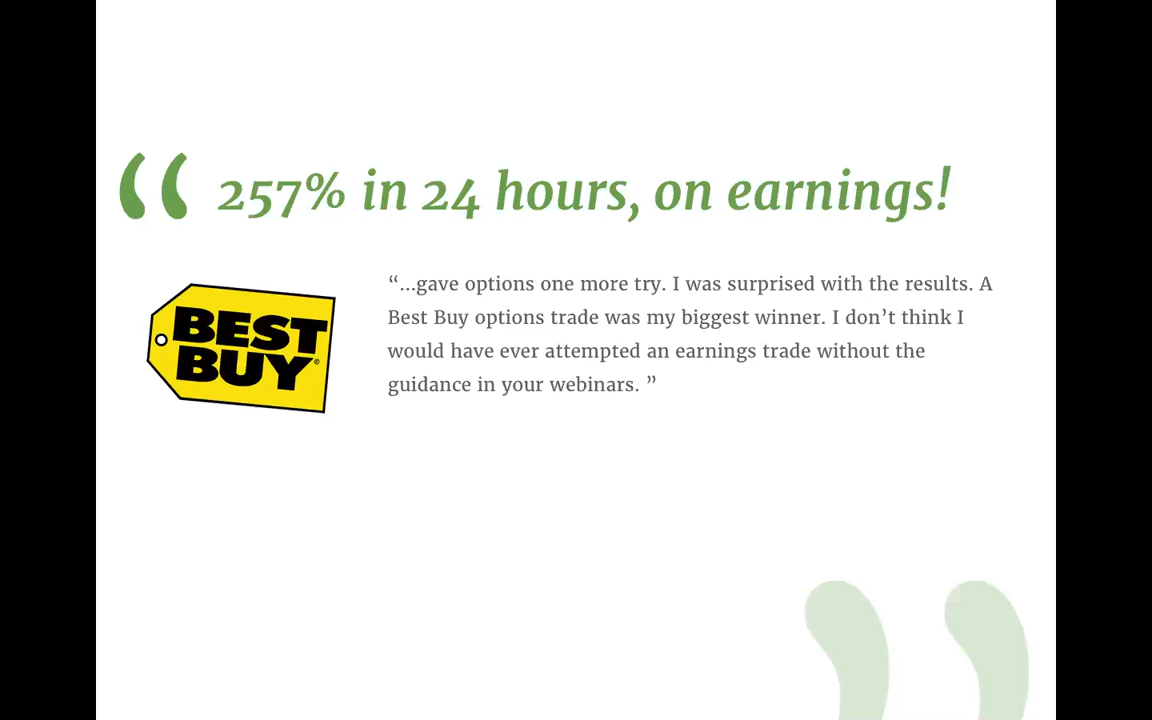 “ 257% in 24 hours, on earnings!
BEST
BUY®
“...gave options one more try. I was surprised with the results. A
Best Buy options trade was my biggest winner. I don’t think I
would have ever attempted an earnings trade without the
guidance in your webinars. ”
”